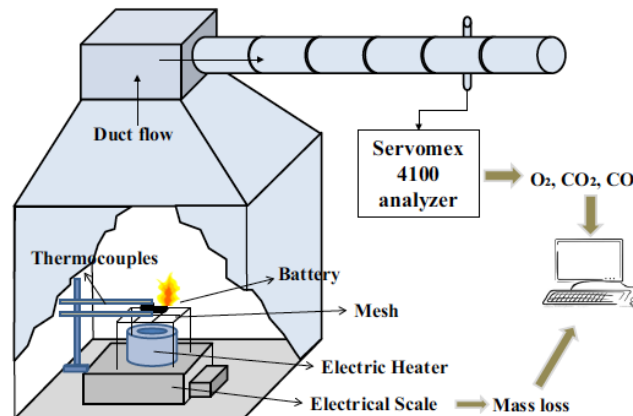 Duct flow
Servomex
4100
analyzer
O₂, CO₂, CO
Thermocouples
Battery
Mesh
Electric Heater
Electrical Scale
Mass loss